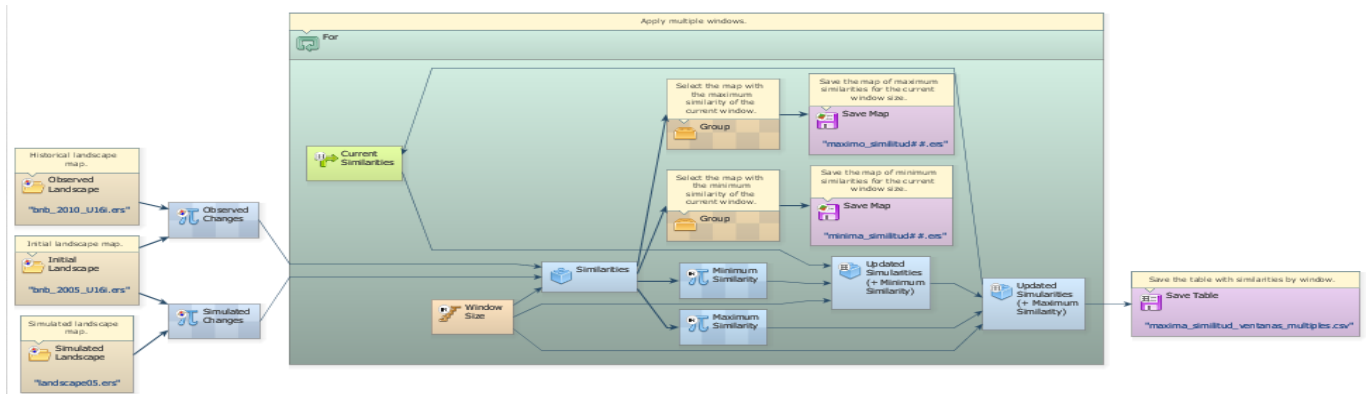 Apply multiple windows.
For
Historical landscape
map.
Observed
Landscape
"bnb_2010_U16i.ers"
Initial landscape map.
Initial
Landscape
"bnb_2005_U16i.ers"
Simulated landscape
map.
Simulated
Landscape
"landscape05.ers"
Observed
Changes
Simulated
Changes
Current
Similarities
Window
Size
Similarities
Select the map with
the maximum
similarity of the
current window.
Group
Save the map of maximum
similarities for the current
window size.
Save Map
"maximo_similitud##.ers"
Select the map with
the minimum
similarity of the
current window.
Group
Save the map of minimum
similarities for the current
window size.
Save Map
"minima_similitud##.ers"
Minimum
Similarity
Maximum
Similarity
Updated
Simularities
(+ Minimum
Similarity)
Updated
Simularities
(+ Maximum
Similarity)
Save the table with similarities by window.
Save Table
"maxima_similitud_ventanas_multiples.csv"